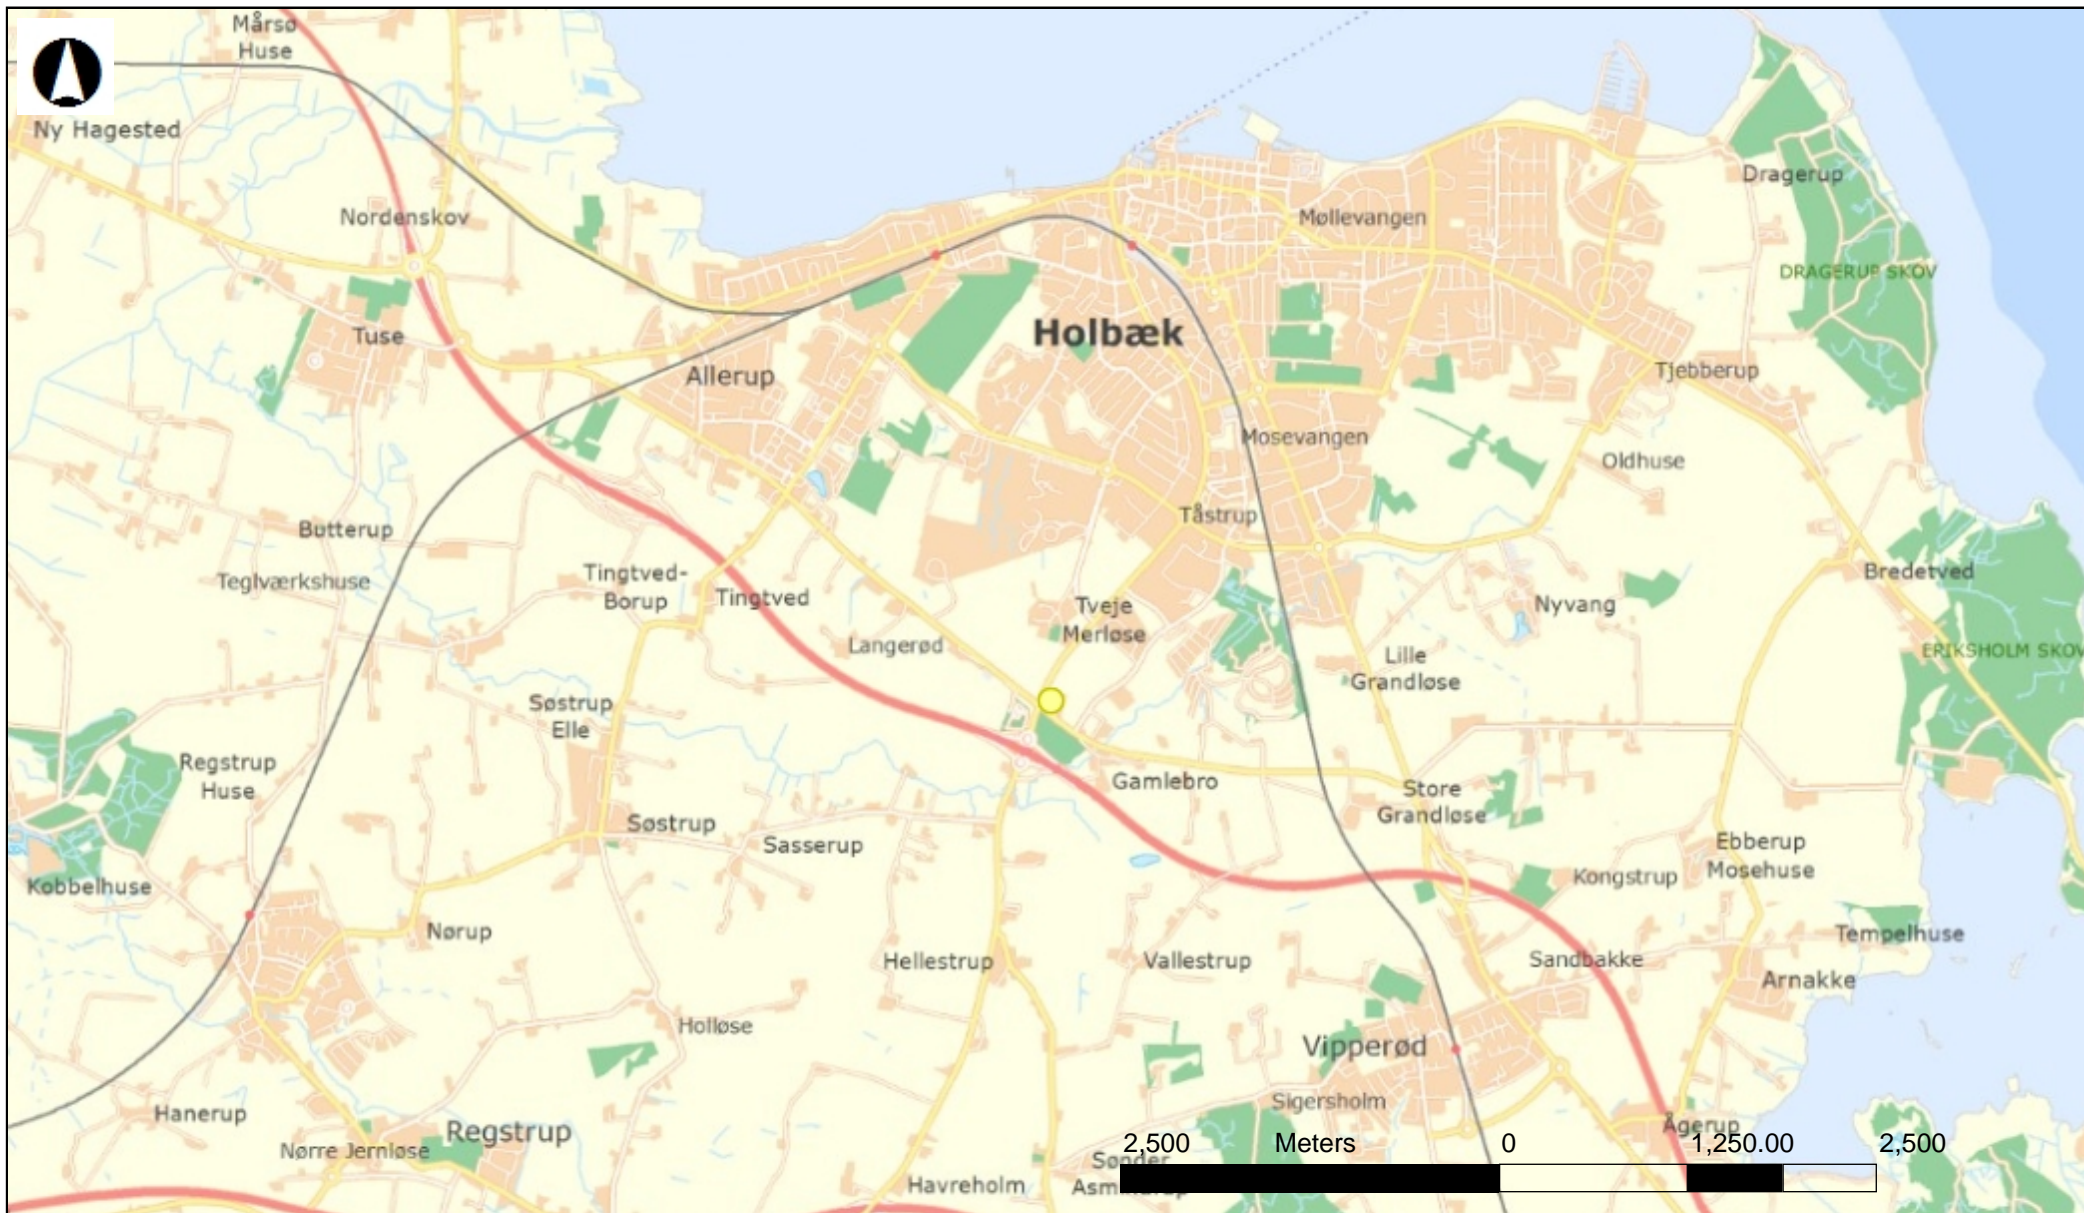 Mårsø
Huse
Ny Hagested
Nordenskov
Dragerup
Møllevangen
DRAGERUP SKOV
Tuse
Holbæk
Allerup
Tjebberup
Mosevangen
Oldhuse
Butterup
Tåstrup
Teglværkshuse
Tingtved-
Borup
Tingtved
Bredetved
Tveje
Merløse
Nyvang
Langerød
Lille
Grandløse
ERIKSHOLM SKOV
Søstrup
Elle
Regstrup
Huse
Gamlebro
Store
Grandløse
Søstrup
Sasserup
Ebberup
Mosehuse
Kobbelhuse
Kongstrup
Nørup
Tempelhuse
Hellestrup
Vallestrup
Sandbakke
Arnakke
Holløse
Vipperød
Hanerup
Sigersholm
Regstrup
Ågerup
Nørre Jernløse
2,500 Meters 0 1,250.00 2,500
Sønder
Havreholm